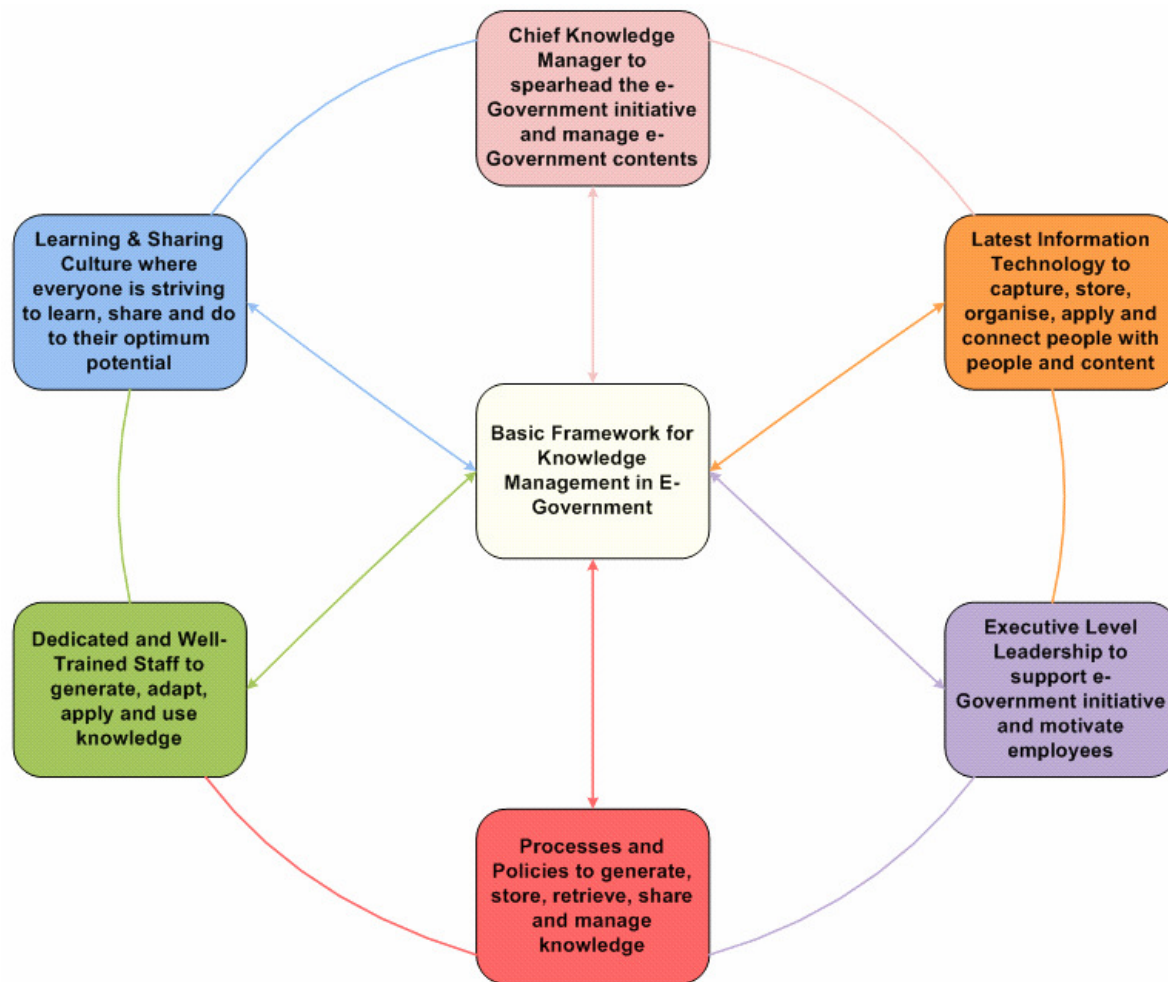 Chief Knowledge
Manager to
spearhead the e-
Government initiative
and manage e-
Government contents
Learning & Sharing
Culture where
everyone is striving
to learn, share and do
to their optimum
potential
Latest Information
Technology to
capture, store,
organise, apply and
connect people with
people and content
Basic Framework for
Knowledge
Management in E-
Government
Dedicated and Well-
Trained Staff to
generate, adapt,
apply and use
knowledge
Executive Level
Leadership to
support e-
Government initiative
and motivate
employees
Processes and
Policies to generate,
store, retrieve, share
and manage
knowledge